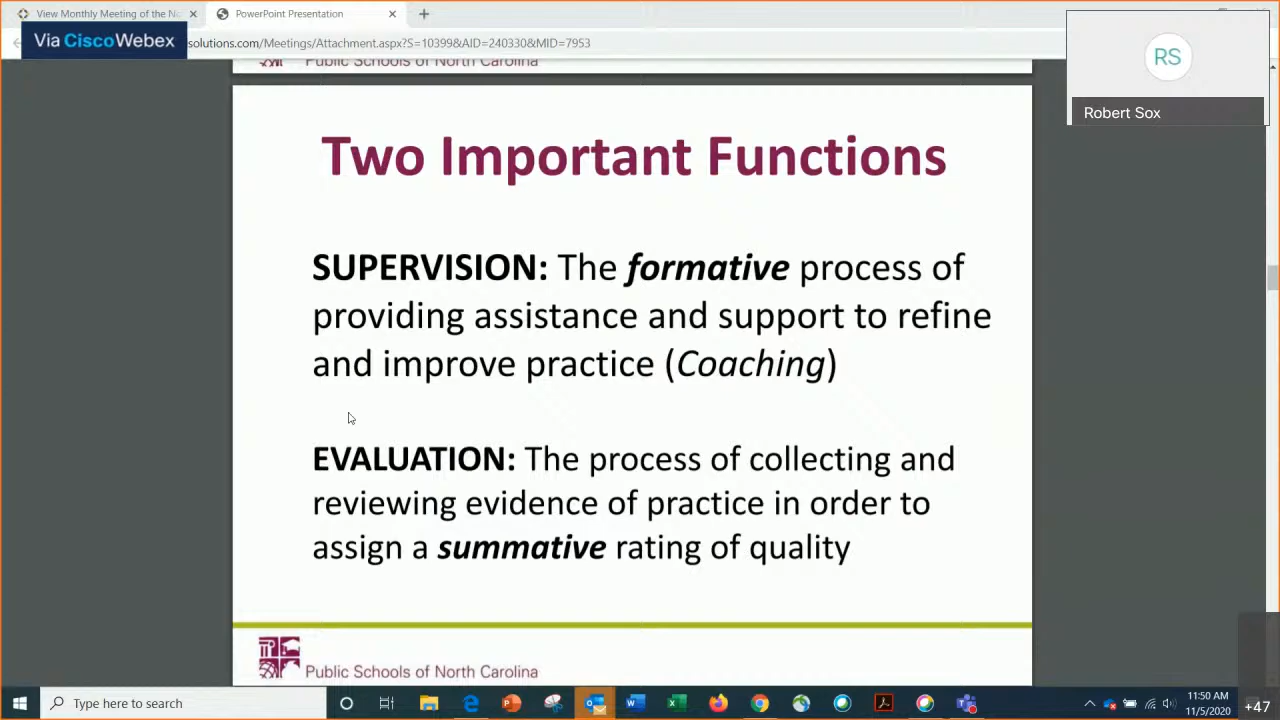 View Monthly Meeting of the No
PowerPoint Presentation
Via Cisco Webex
solutions.com/Meetings/Attachment.aspx?S=10399&AID=240330&MID=7953
RS
Robert Sox
Public Schools of North Carolina
Two Important Functions
SUPERVISION: The formative process of
providing assistance and support to refine
and improve practice (Coaching)
EVALUATION: The process of collecting and
reviewing evidence of practice in order to
assign a summative rating of quality
Public Schools of North Carolina
Type here to search
11:50 AM
11/5/2020
+47